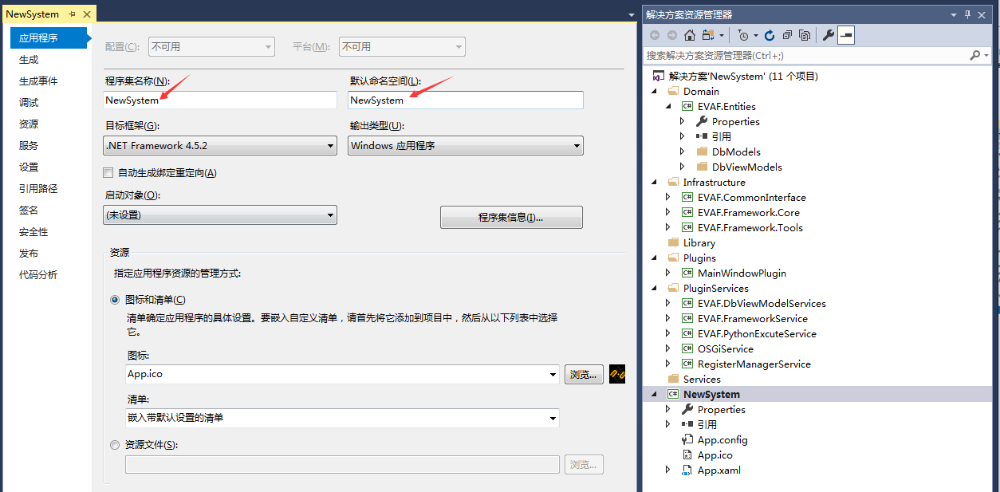 NewSystem
应用程序
生成
生成事件
调试
资源
服务
设置
引用路径
签名
安全性
发布
代码分析
配置(C): 不可用 平台(M): 不可用
程序集名称(N): 默认命名空间(L):
NewSystem NewSystem
目标框架(G): 输出类型(U):
.NET Framework 4.5.2 Windows 应用程序
自动生成绑定重定向(A)
启动对象(O):
(未设置) 程序集信息(I)...
资源
指定应用程序资源的管理方式:
图标和清单(C)
清单确定应用程序的具体设置。要嵌入自定义清单，请首先将它添加到项目中，然后从以下列表中选择
它。
图标:
App.ico 浏览...
清单:
嵌入带默认设置的清单
资源文件(S):
浏览...
解决方案资源管理器
搜索解决方案资源管理器(Ctrl+;)
解决方案'NewSystem' (11 个项目)
Domain
C# EVAF.Entities
Properties
引用
DbModels
DbViewModels
Infrastructure
C# EVAF.CommonInterface
C# EVAF.Framework.Core
C# EVAF.Framework.Tools
Library
Plugins
C# MainWindowPlugin
PluginServices
C# EVAF.DbViewModelServices
C# EVAF.FrameworkService
C# EVAF.PythonExcuteService
C# OSGiService
C# RegisterManagerService
Services
C# NewSystem
Properties
引用
App.config
App.ico
App.xaml